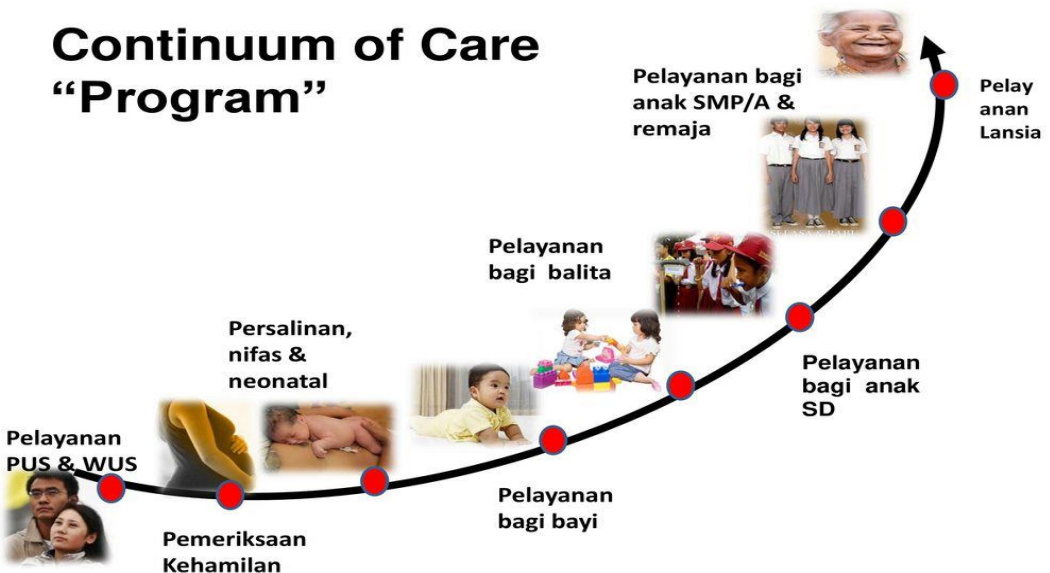 Continuum of Care
“Program”
Pelayanan bagi
anak SMP/A &
remaja
Pelay
anan
Lansia
Pelayanan
bagi balita
Persalinan,
nifas &
neonatal
Pelayanan
bagi anak
SD
Pelayanan
PUS & WUS
Pelayanan
bagi bayi
Pemeriksaan
Kehamilan